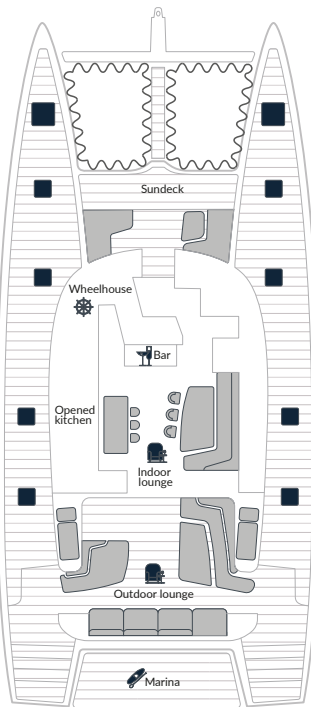 Sundeck
Wheelhouse
Bar
Opened
kitchen
Indoor
lounge
Outdoor lounge
Marina